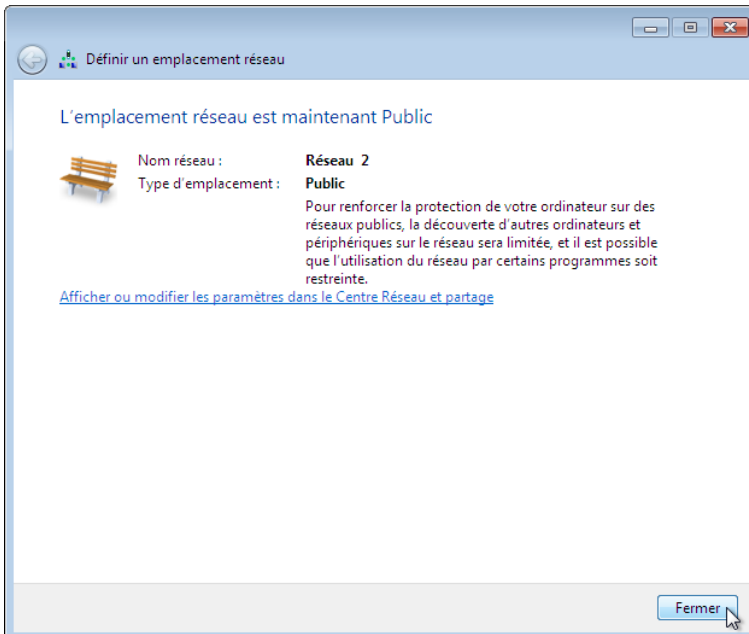 Définir un emplacement réseau
L'emplacement réseau est maintenant Public
Nom réseau : Réseau 2
Type d'emplacement : Public
Pour renforcer la protection de votre ordinateur sur des
réseaux publics, la découverte d'autres ordinateurs et
périphériques sur le réseau sera limitée, et il est possible
que l'utilisation du réseau par certains programmes soit
restreinte.
Afficher ou modifier les paramètres dans le Centre Réseau et partage
Fermer